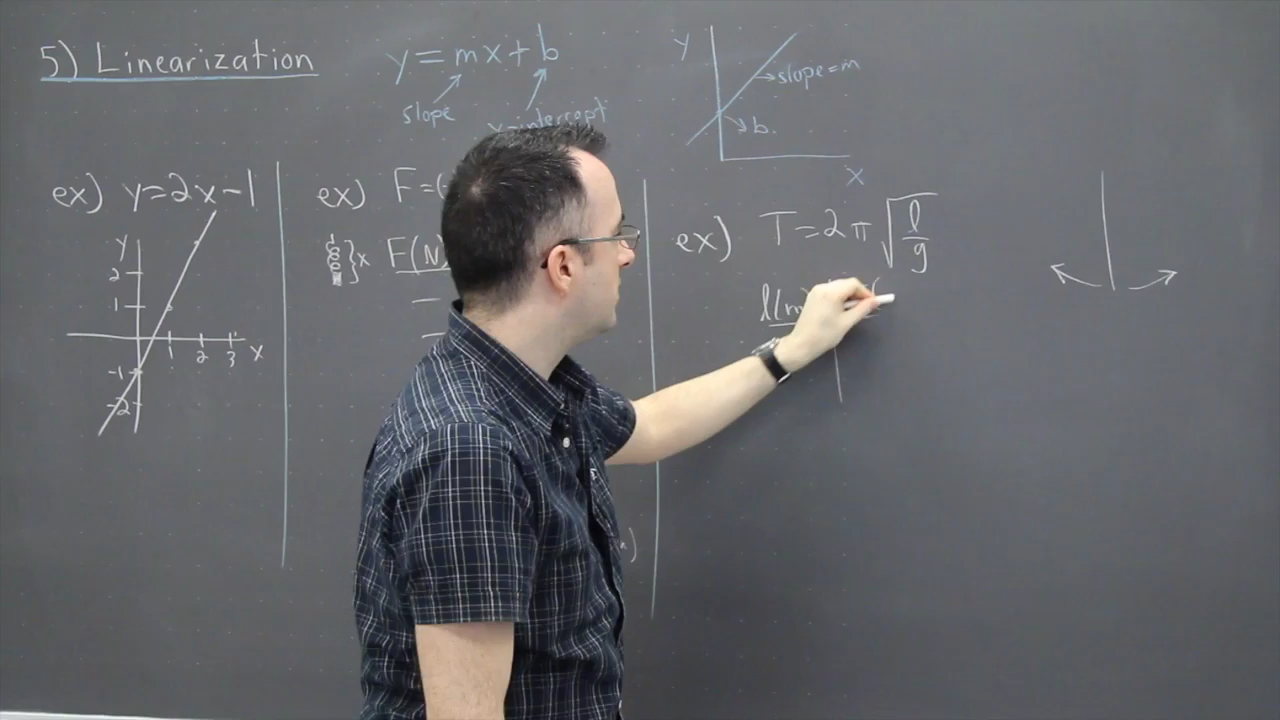 5) Linearization
y = mx + b
slope
y-intercept
y
slope = m
b
x
ex) y = 2x - 1
y
2
1
-1
-2
1 2 3 x
ex) F = (
} x F(N)
ex) T = 2π √(l/g)
l(m)